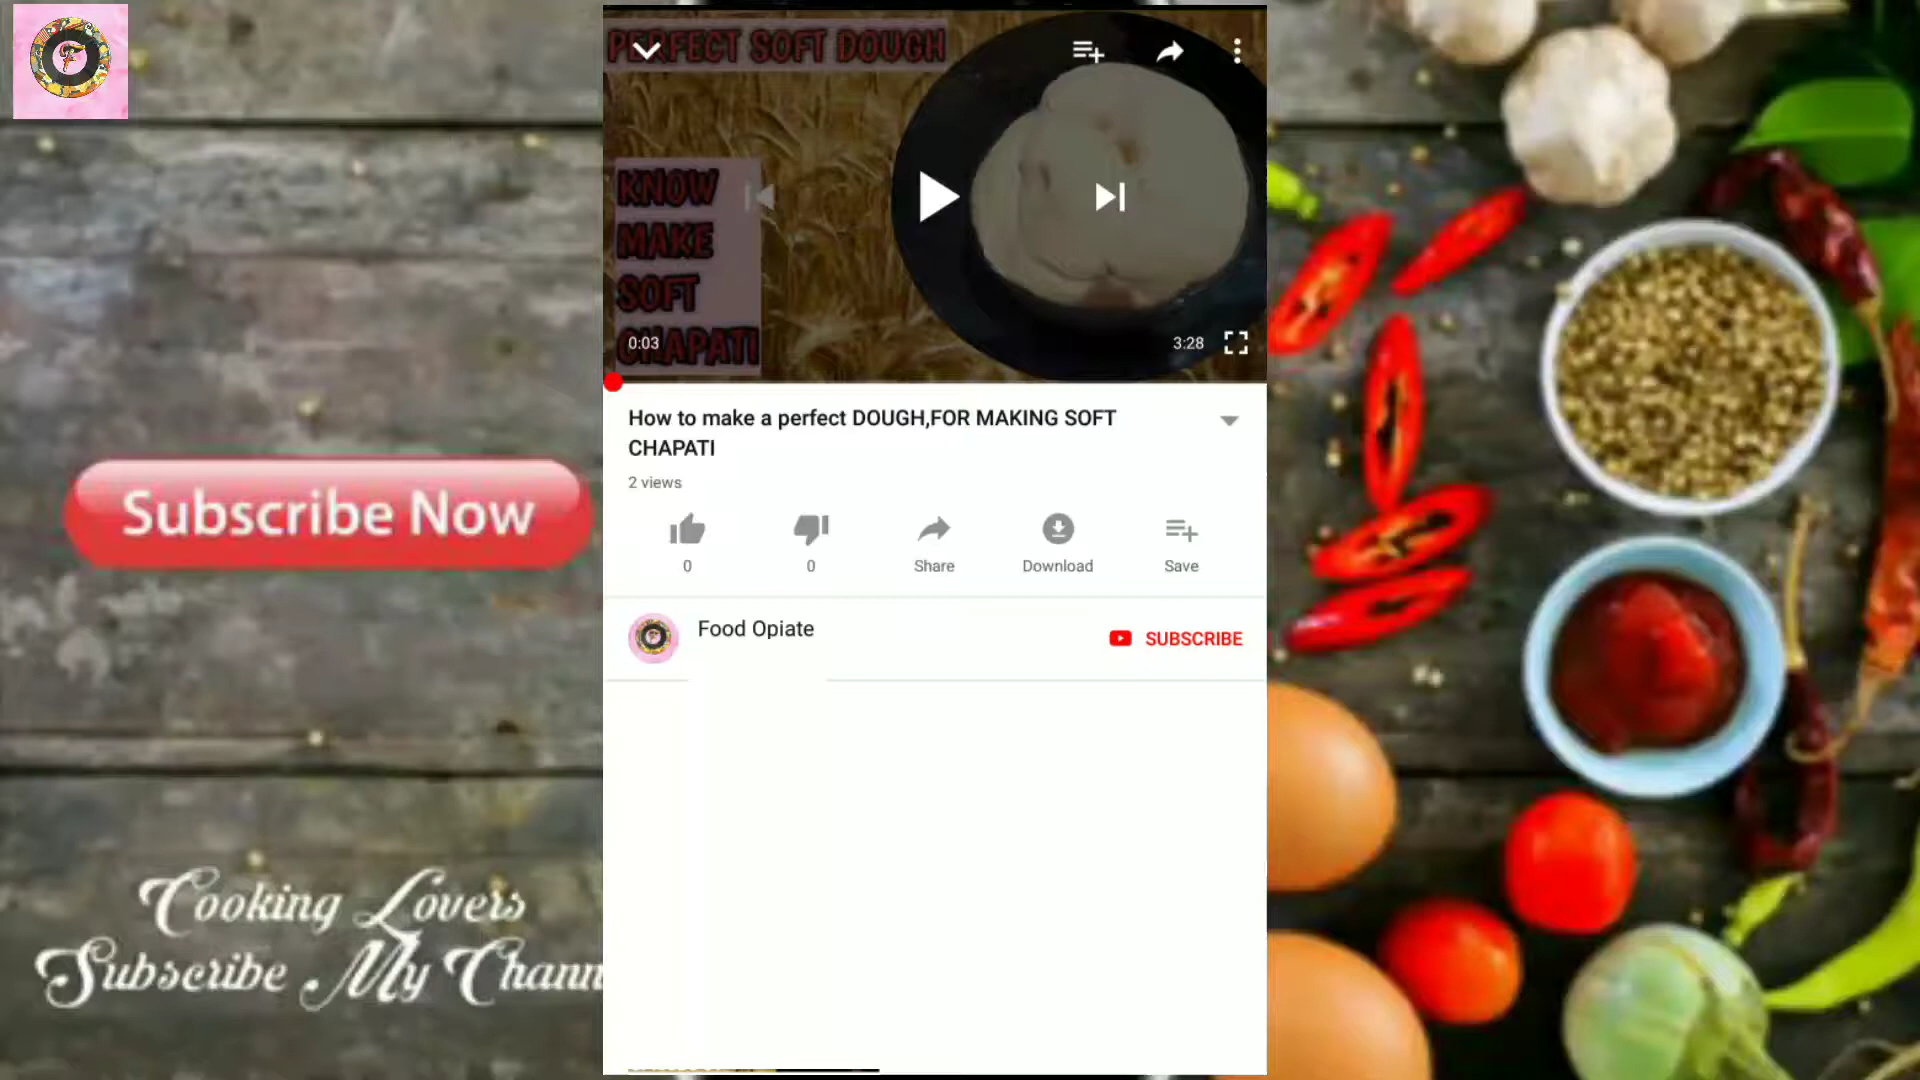 PERFECT SOFT DOUGH
KNOW
MAKE
SOFT
CHAPATI
0:03
3:28
How to make a perfect DOUGH,FOR MAKING SOFT
CHAPATI
2 views
0
0
Share
Download
Save
Food Opiate
SUBSCRIBE
Subscribe Now
Cooking Lovers
Subscribe My Chann
F